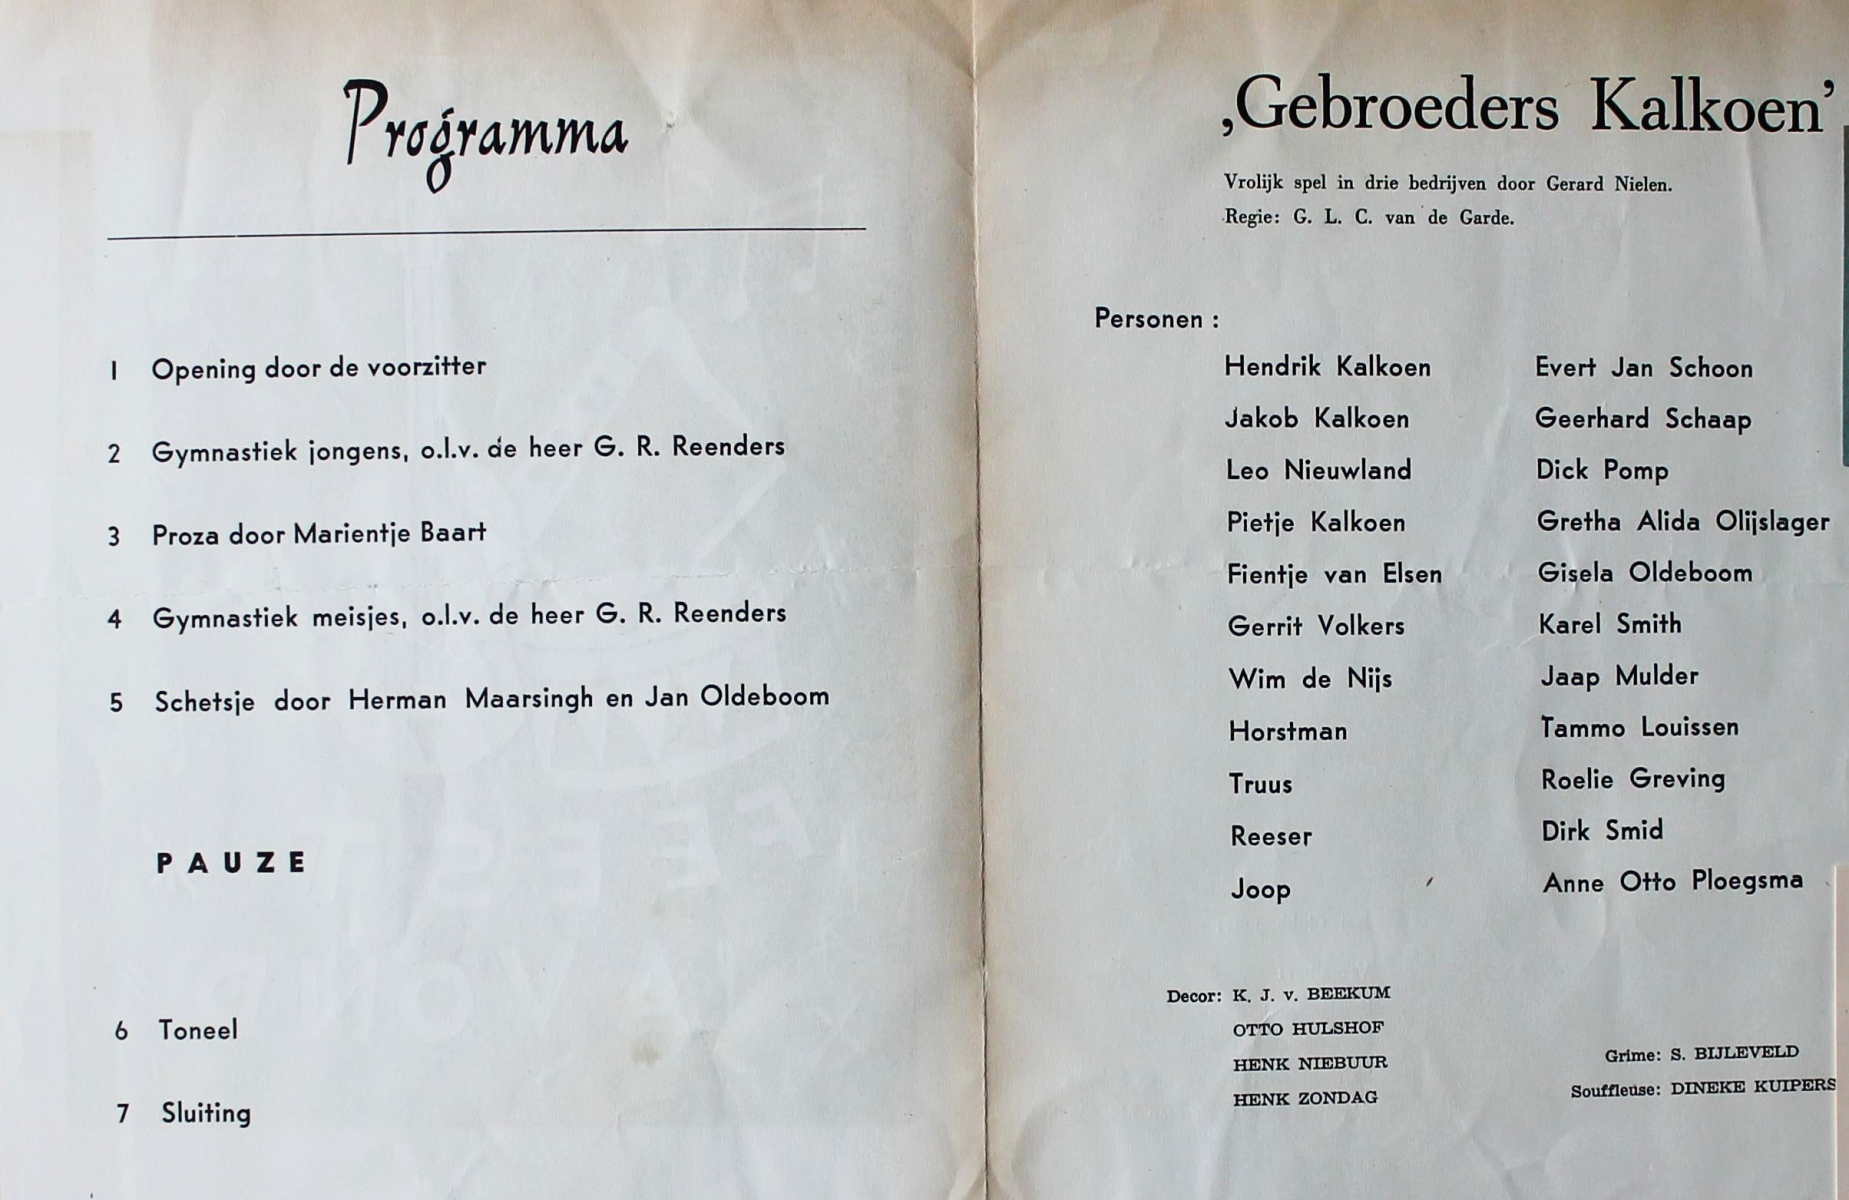 Programma
1 Opening door de voorzitter
2 Gymnastiek jongens, o.l.v. de heer G. R. Reenders
3 Proza door Marientje Baart
4 Gymnastiek meisjes, o.l.v. de heer G. R. Reenders
5 Schetsje door Herman Maarsingh en Jan Oldeboom
PAUZE
6 Toneel
7 Sluiting
‚Gebroeders Kalkoen’
Vrolijk spel in drie bedrijven door Gerard Nielen.
Regie: G. L. C. van de Garde.
Personen :
Hendrik Kalkoen Evert Jan Schoon
Jakob Kalkoen Geerhard Schaap
Leo Nieuwland Dick Pomp
Pietje Kalkoen Gretha Alida Olijslager
Fientje van Elsen Gisela Oldeboom
Gerrit Volkers Karel Smith
Wim de Nijs Jaap Mulder
Horstman Tammo Louissen
Truus Roelie Greving
Reeser Dirk Smid
Joop Anne Otto Ploegsma
Decor: K. J. v. BEEKUM
OTTO HULSHOF
HENK NIEBUUR
HENK ZONDAG
Grime: S. BIJLEVELD
Souffleuse: DINEKE KUIPERS
FEEST
AVOND